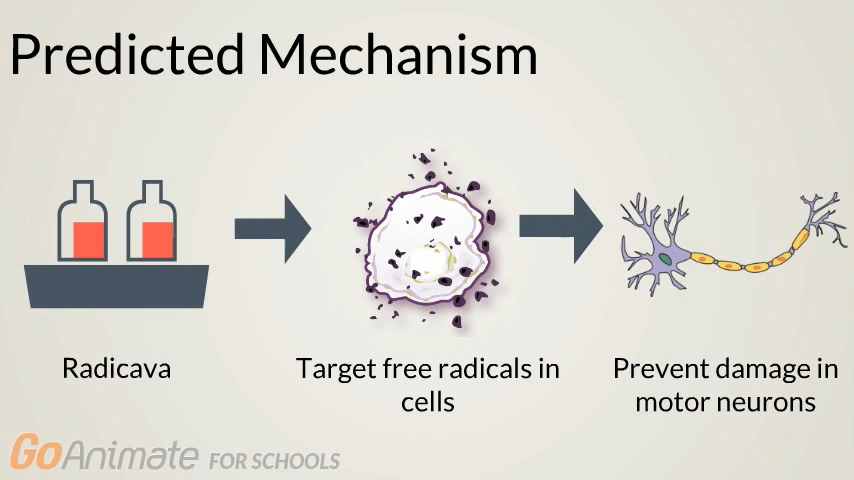 Predicted Mechanism
Radicava
Target free radicals in
cells
Prevent damage in
motor neurons
GoAnimate FOR SCHOOLS